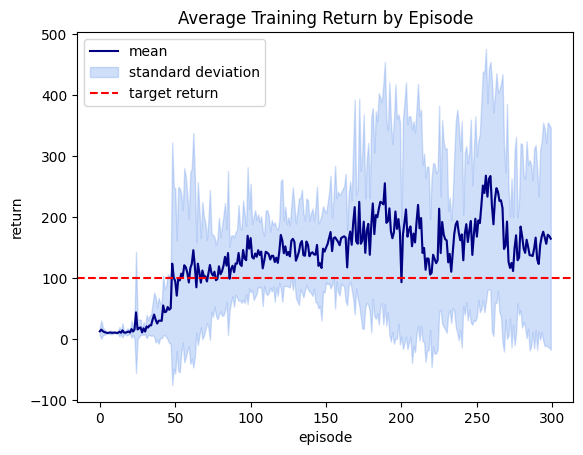 Average Training Return by Episode
mean
standard deviation
target return
500
400
300
200
100
0
−100
return
0
50
100
150
200
250
300
episode